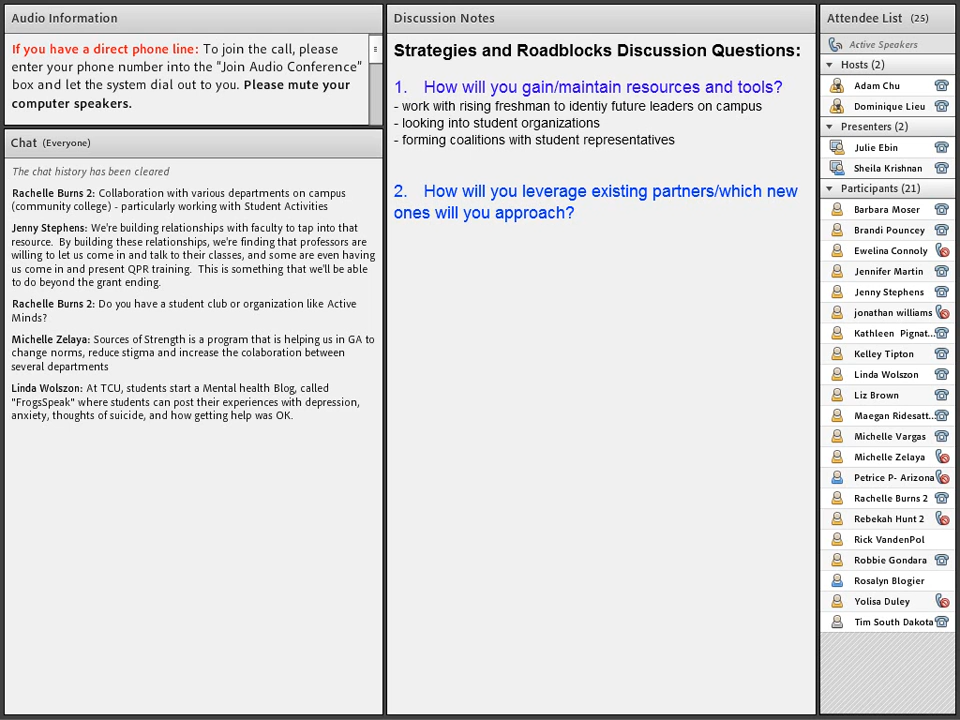 Audio Information
If you have a direct phone line: To join the call, please
enter your phone number into the "Join Audio Conference"
box and let the system dial out to you. Please mute your
computer speakers.
Chat (Everyone)
The chat history has been cleared
Rachelle Burns 2: Collaboration with various departments on campus
(community college) - particularly working with Student Activities
Jenny Stephens: We're building relationships with faculty to tap into that
resource. By building these relationships, we're finding that professors are
willing to let us come in and talk to their classes, and some are even having
us come in and present QPR training. This is something that we'll be able
to do beyond the grant ending.
Rachelle Burns 2: Do you have a student club or organization like Active
Minds?
Michelle Zelaya: Sources of Strength is a program that is helping us in GA to
change norms, reduce stigma and increase the colaboration between
several departments
Linda Wolszon: At TCU, students start a Mental health Blog, called
"FrogsSpeak" where students can post their experiences with depression,
anxiety, thoughts of suicide, and how getting help was OK.
Discussion Notes
Strategies and Roadblocks Discussion Questions:
1. How will you gain/maintain resources and tools?
- work with rising freshman to identiy future leaders on campus
- looking into student organizations
- forming coalitions with student representatives
2. How will you leverage existing partners/which new
ones will you approach?
Attendee List (25)
Active Speakers
Hosts (2)
Adam Chu
Dominique Lieu
Presenters (2)
Julie Ebin
Sheila Krishnan
Participants (21)
Barbara Moser
Brandi Pouncey
Ewelina Connoly
Jennifer Martin
Jenny Stephens
jonathan williams
Kathleen Pignat...
Kelley Tipton
Linda Wolszon
Liz Brown
Maegan Ridesatt...
Michelle Vargas
Michelle Zelaya
Petrice P- Arizona
Rachelle Burns 2
Rebekah Hunt 2
Rick VandenPol
Robbie Gondara
Rosalyn Blogier
Yolisa Duley
Tim South Dakota